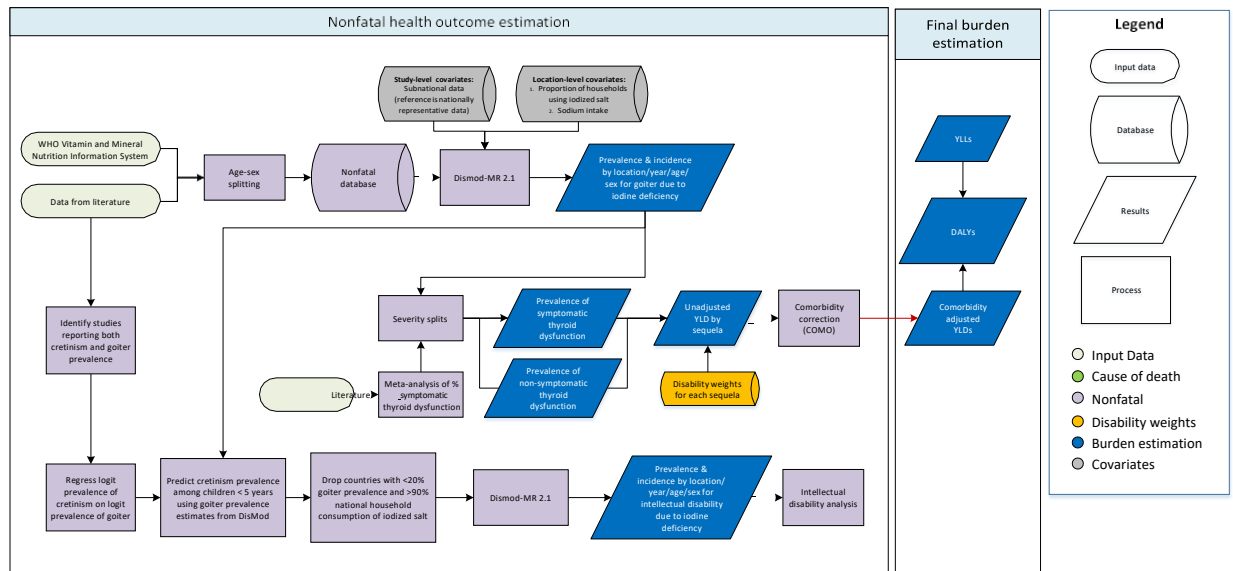 Nonfatal health outcome estimation
Final burden
estimation
Legend
Study-level covariates:
Subnational data
(reference is nationally
representative data)
Location-level covariates:
1. Proportion of households
using iodized salt
2. Sodium intake
Input data
WHO Vitamin and Mineral
Nutrition Information System
Data from literature
Age-sex
splitting
Nonfatal
database
Dismod-MR 2.1
Prevalence & incidence
by location/year/age/
sex for goiter due to
iodine deficiency
YLLs
Database
DALYs
Results
Identify studies
reporting both
cretinism and goiter
prevalence
Severity splits
Prevalence of
symptomatic
thyroid
dysfunction
Unadjusted
YLD by
sequela
Comorbidity
correction
(COMO)
Comorbidity
adjusted
YLDs
Process
Literature
Meta-analysis of %
symptomatic
thyroid dysfunction
Prevalence of
non-symptomatic
thyroid
dysfunction
Disability weights
for each sequela
Input Data
Cause of death
Nonfatal
Disability weights
Burden estimation
Covariates
Regress logit
prevalence of
cretinism on logit
prevalence of goiter
Predict cretinism prevalence
among children < 5 years
using goiter prevalence
estimates from DisMod
Drop countries with <20%
goiter prevalence and >90%
national household
consumption of iodized salt
Dismod-MR 2.1
Prevalence &
incidence by location/
year/age/sex for
intellectual disability
due to iodine
deficiency
Intellectual
disability analysis